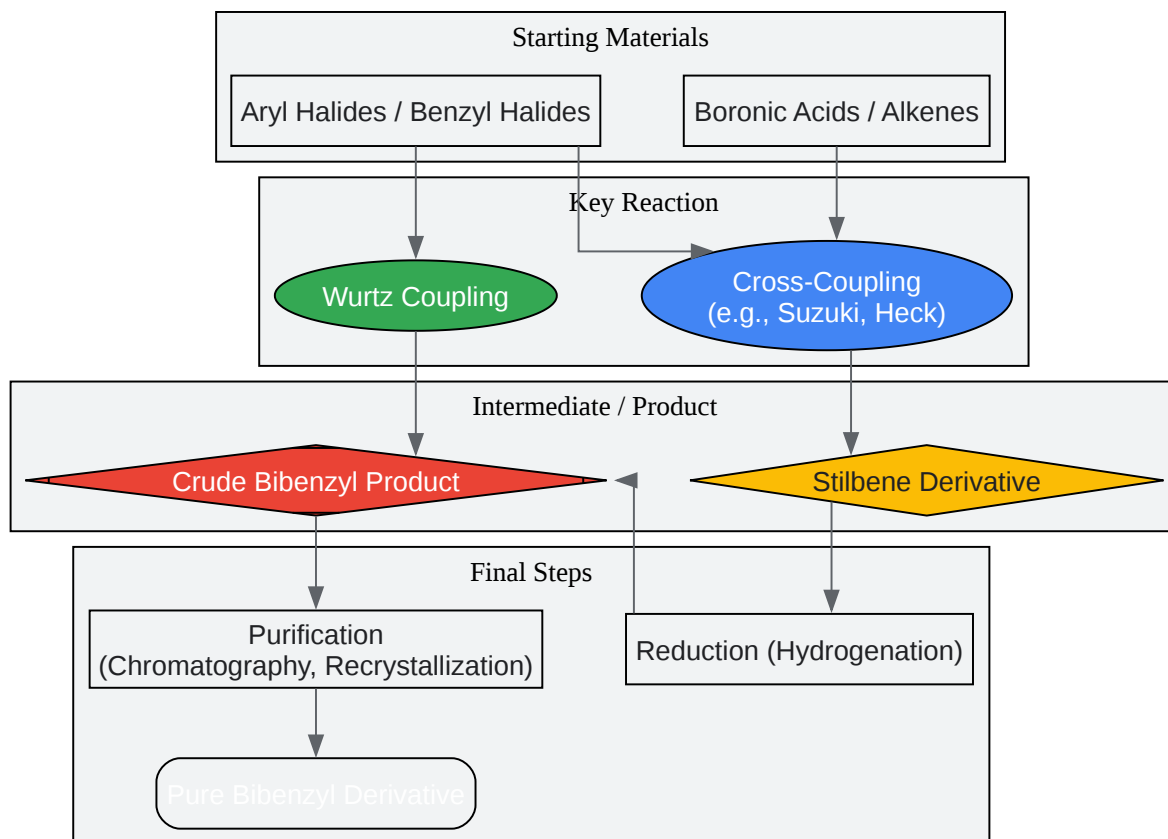 Starting Materials
Aryl Halides / Benzyl Halides
Boronic Acids / Alkenes
Key Reaction
Wurtz Coupling
Cross-Coupling
(e.g., Suzuki, Heck)
Intermediate / Product
Crude Bibenzyl Product
Stilbene Derivative
Final Steps
Purification
(Chromatography, Recrystallization)
Reduction (Hydrogenation)
Pure Bibenzyl Derivative